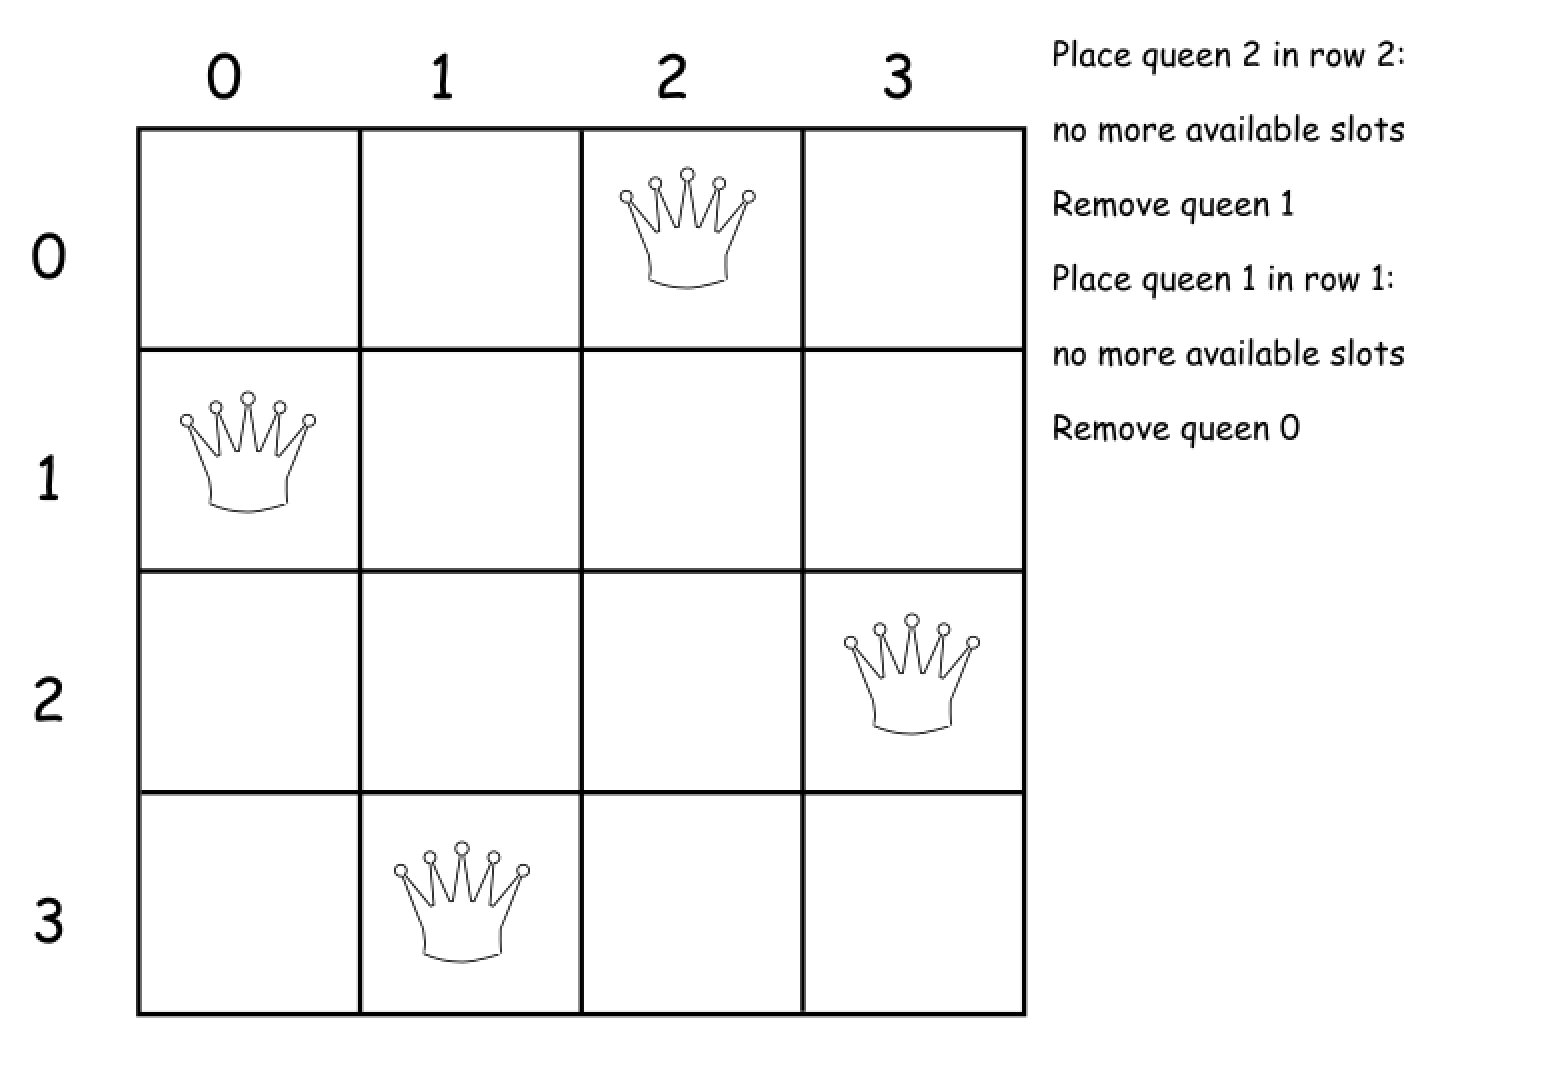 0 1 2 3
0
1
2
3
Place queen 2 in row 2:
no more available slots
Remove queen 1
Place queen 1 in row 1:
no more available slots
Remove queen 0